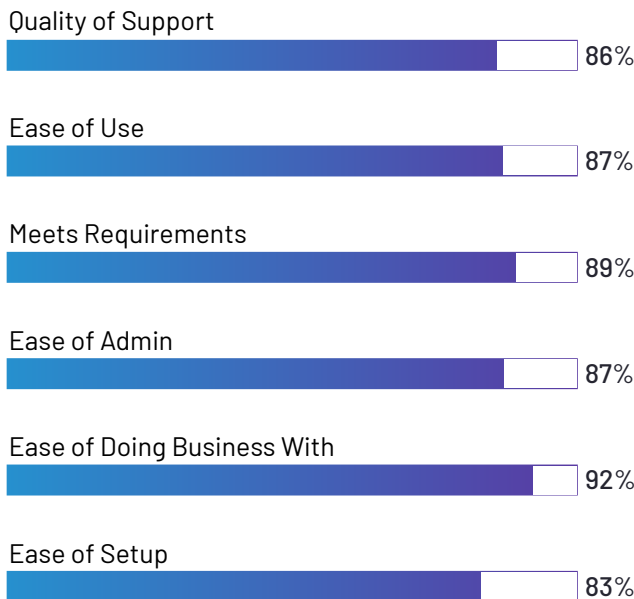 Quality of Support
86%
Ease of Use
87%
Meets Requirements
89%
Ease of Admin
87%
Ease of Doing Business With
92%
Ease of Setup
83%